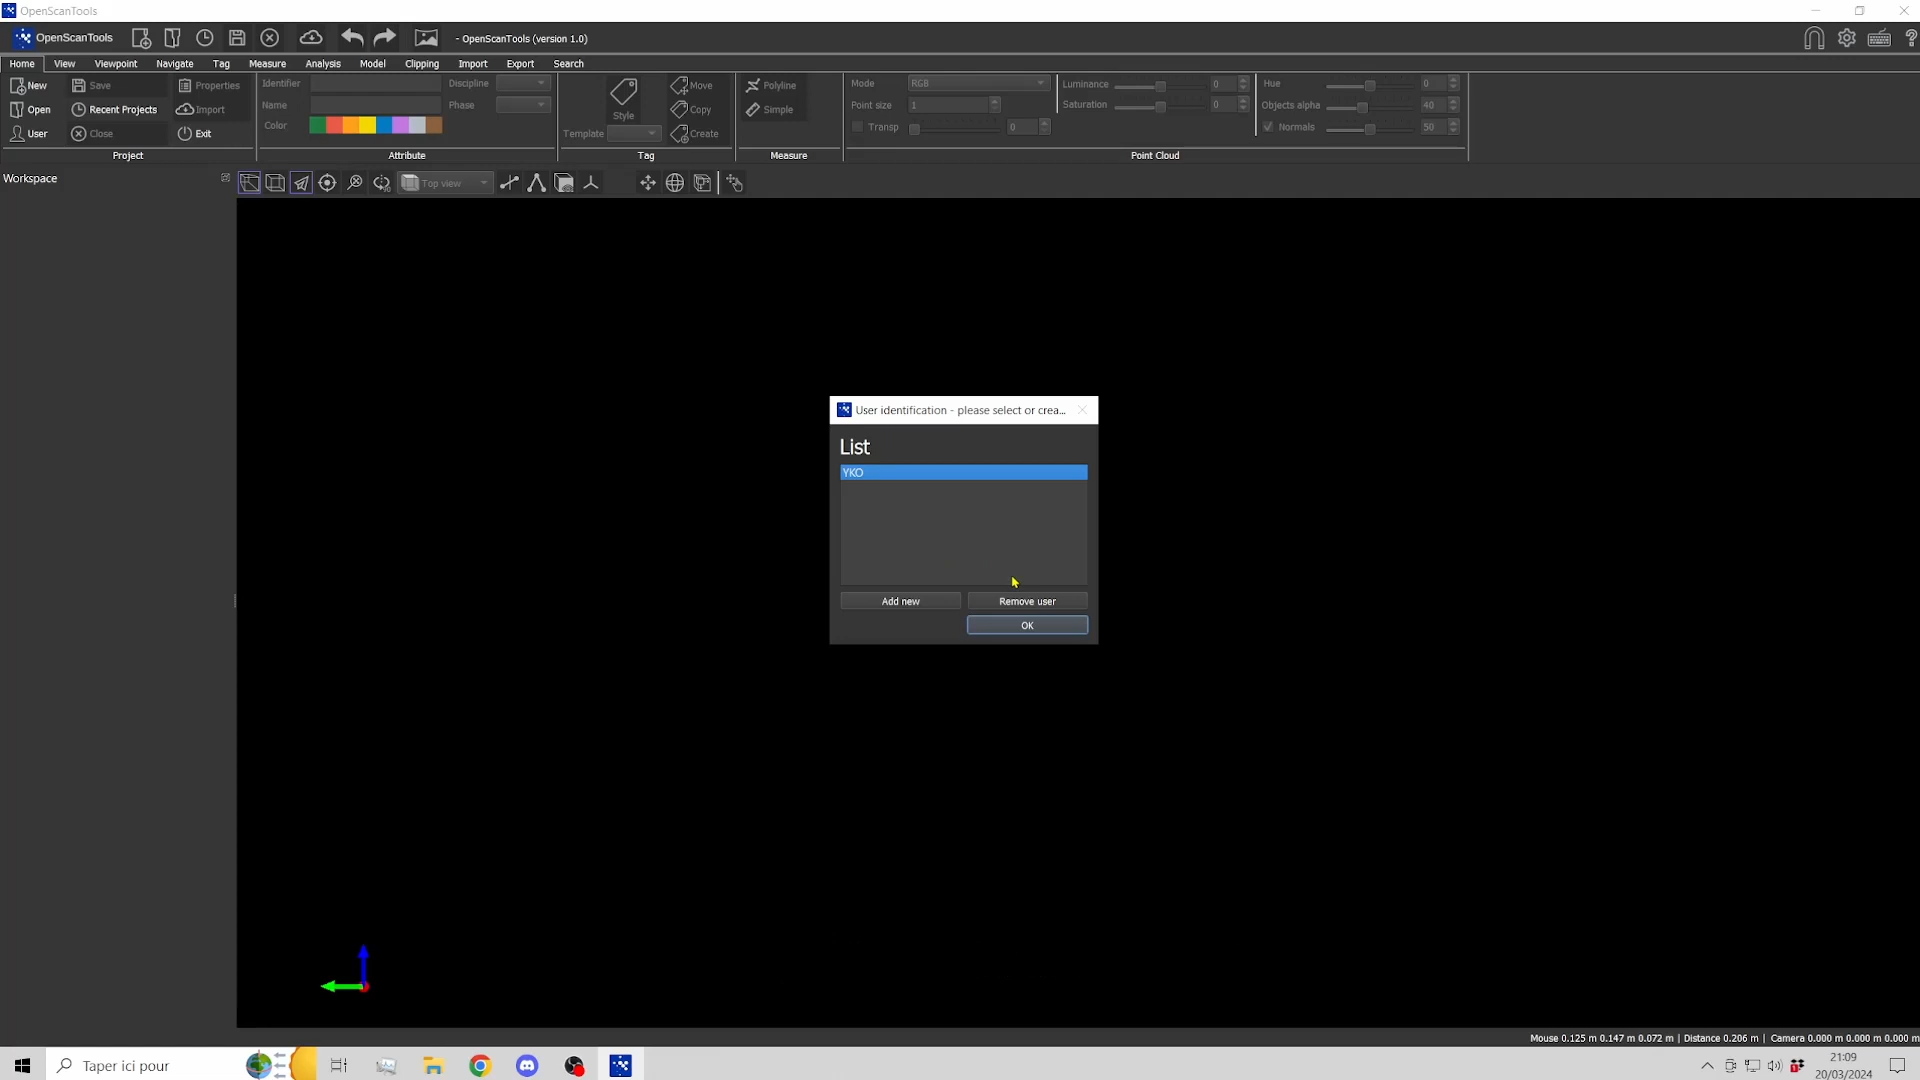 OpenScanTools
OpenScanTools - OpenScanTools (version 1.0)
Home View Viewpoint Navigate Tag Measure Analysis Model Clipping Import Export Search
New Save Properties Identifier Discipline Move Polyline Mode RGB Luminance 0 Hue 0
Open Recent Projects Import Name Phase Style Copy Simple Point size 1 Saturation 0 Objects alpha 40
User Close Exit Color Template Create Transp 0 Normals 50
Project Attribute Tag Measure Point Cloud
Workspace Top view
User identification - please select or crea...
List
YKO
Add new Remove user
OK
Mouse 0.125 m 0.147 m 0.072 m | Distance 0.206 m | Camera 0.000 m 0.000 m 0.000 m
Taper ici pour 21:09
20/03/2024